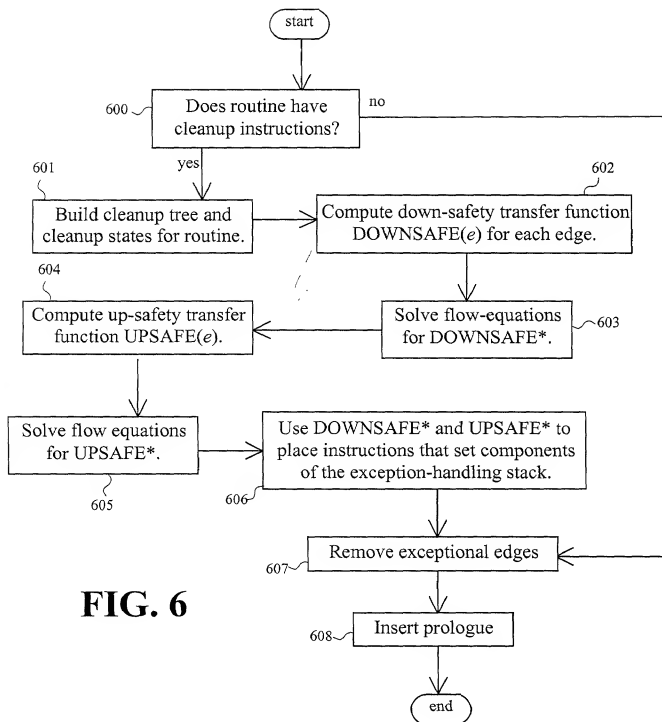 start
600
Does routine have
cleanup instructions?
no
yes
601
Build cleanup tree and
cleanup states for routine.
602
Compute down-safety transfer function
DOWNSAFE(e) for each edge.
604
Compute up-safety transfer
function UPSAFE(e).
Solve flow-equations
for DOWNSAFE*.
603
Solve flow equations
for UPSAFE*.
605
Use DOWNSAFE* and UPSAFE* to
place instructions that set components
of the exception-handling stack.
606
Remove exceptional edges
607
FIG. 6
Insert prologue
608
end